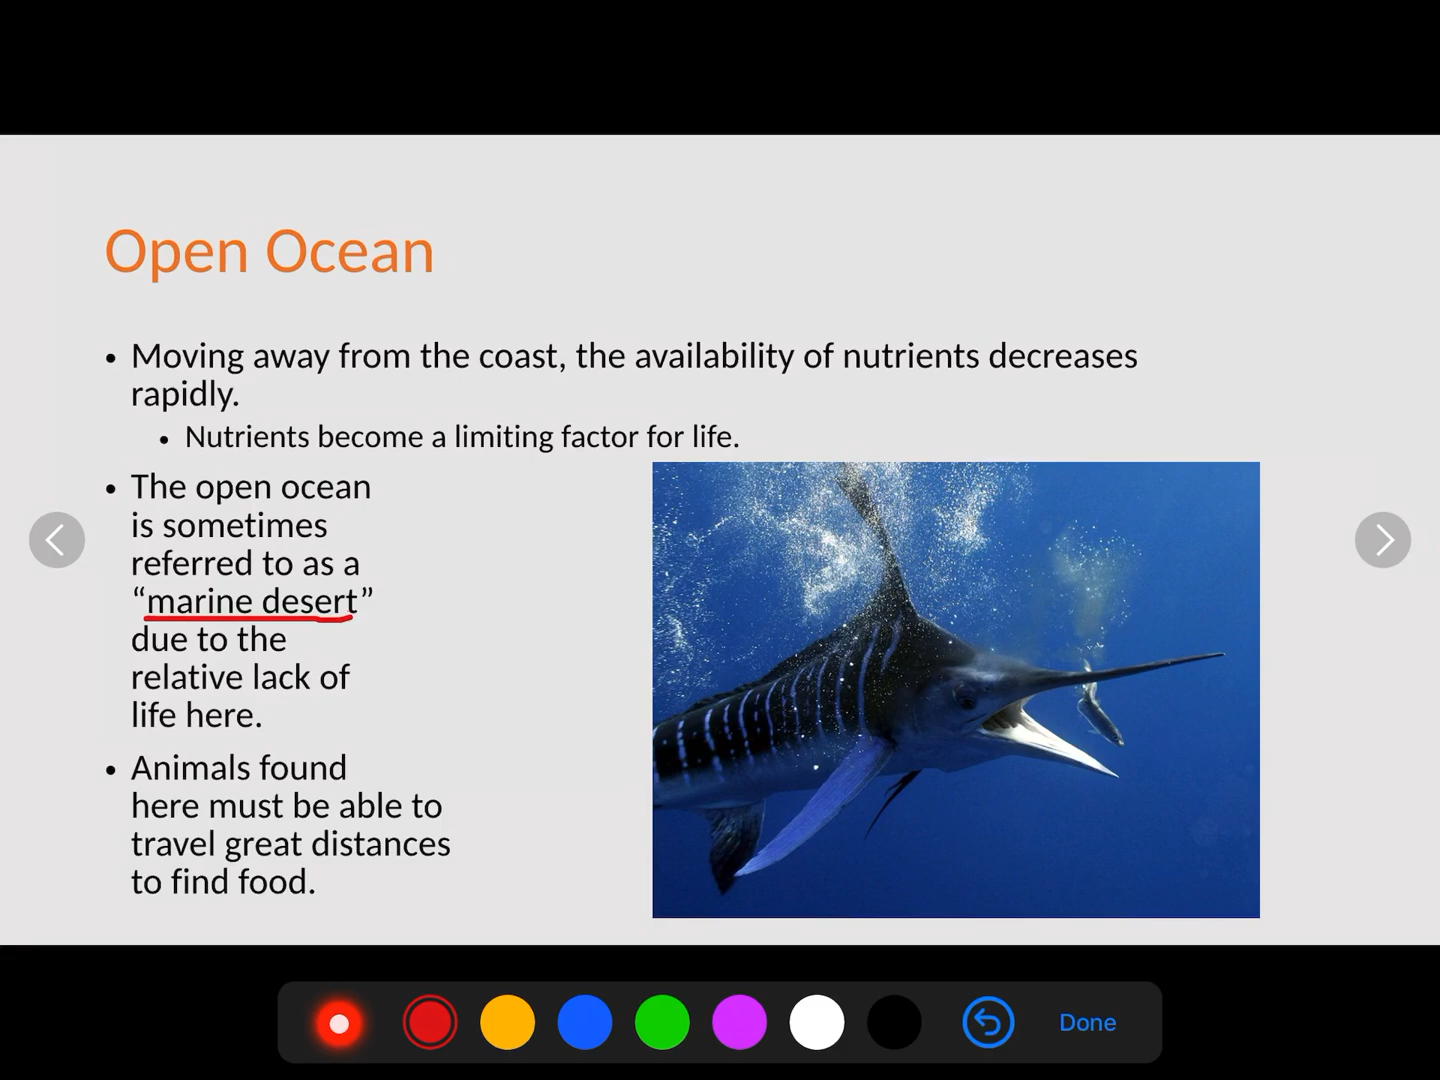 Open Ocean
• Moving away from the coast, the availability of nutrients decreases
rapidly.
• Nutrients become a limiting factor for life.
• The open ocean
is sometimes
referred to as a
“marine desert”
due to the
relative lack of
life here.
• Animals found
here must be able to
travel great distances
to find food.
Done